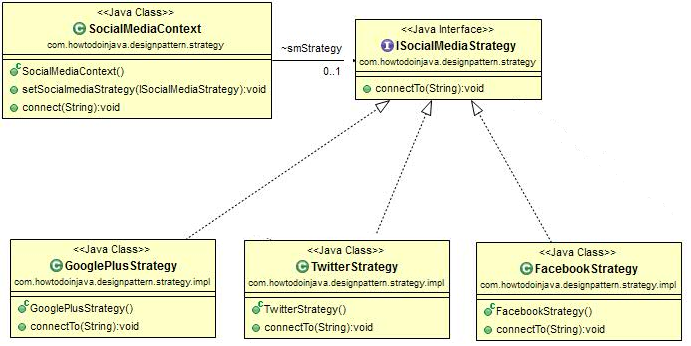 <<Java Class>>
SocialMediaContext
com.howtodoinjava.designpattern.strategy
SocialMediaContext()
setSocialmediaStrategy(ISocialMediaStrategy):void
connect(String):void
~smStrategy
0..1
<<Java Interface>>
ISocialMediaStrategy
com.howtodoinjava.designpattern.strategy
connectTo(String):void
<<Java Class>>
GooglePlusStrategy
com.howtodoinjava.designpattern.strategy.impl
GooglePlusStrategy()
connectTo(String):void
<<Java Class>>
TwitterStrategy
com.howtodoinjava.designpattern.strategy.impl
TwitterStrategy()
connectTo(String):void
<<Java Class>>
FacebookStrategy
com.howtodoinjava.designpattern.strategy.impl
FacebookStrategy()
connectTo(String):void